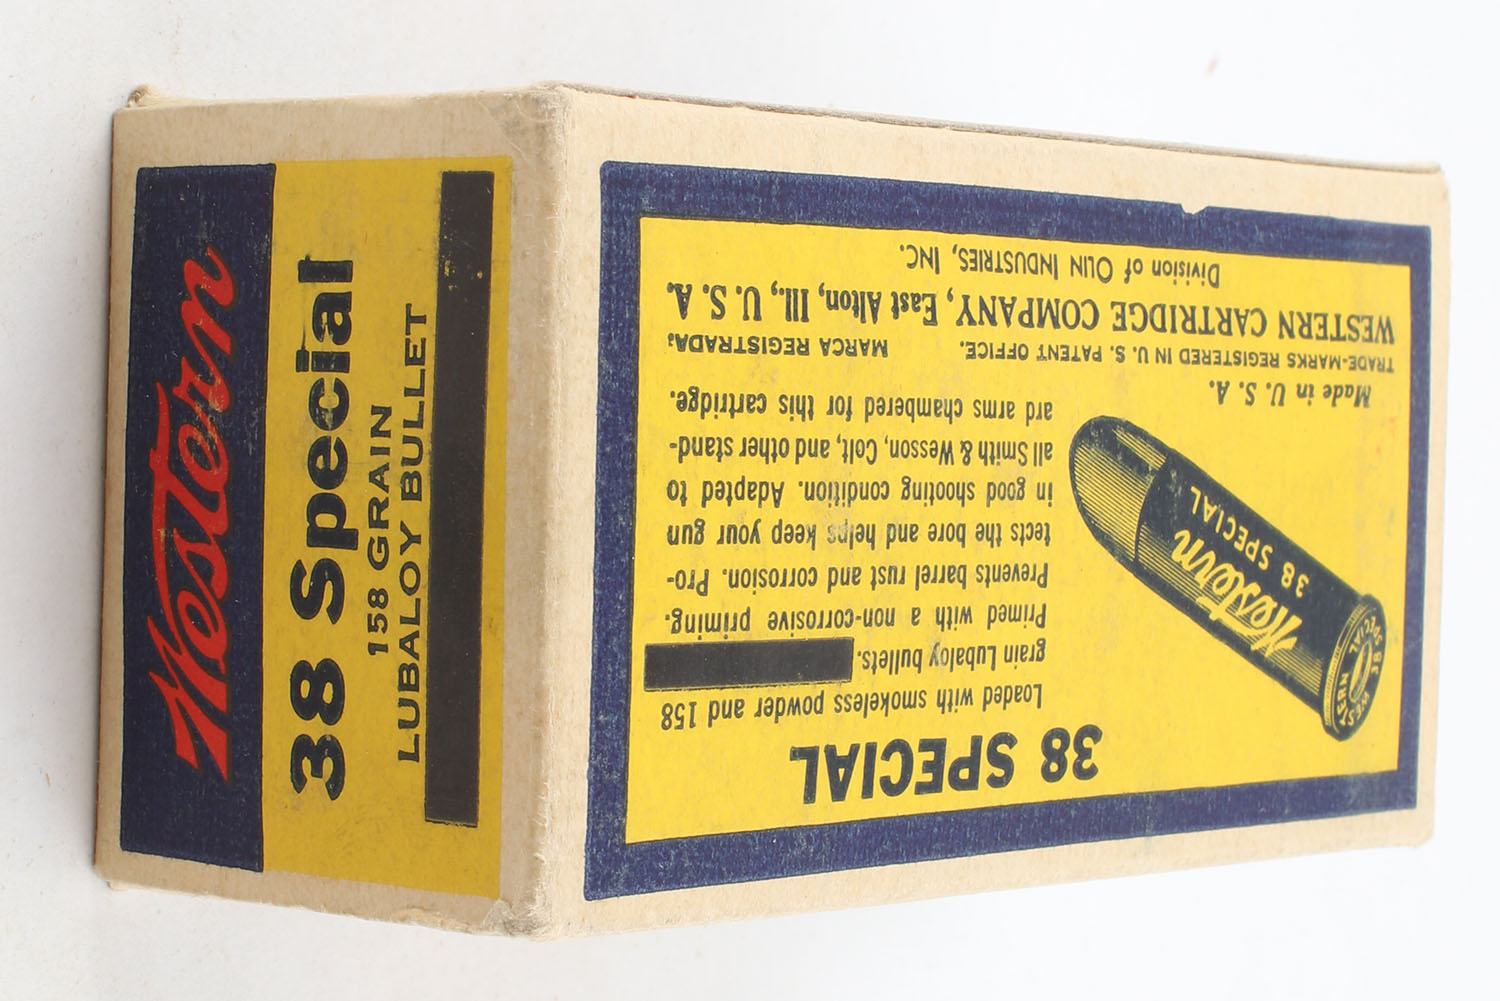 Western
38 Special
158 GRAIN
LUBALOY BULLET
38 SPECIAL
Loaded with smokeless powder and 158
grain Lubaloy bullets.
Primed with a non-corrosive priming.
Prevents barrel rust and corrosion. Pro-
tects the bore and helps keep your gun
in good shooting condition. Adapted to
all Smith & Wesson, Colt, and other stand-
ard arms chambered for this cartridge.
Western
38 SPECIAL
WESTERN
38 SPECIAL
Made in U. S. A.
TRADE-MARKS REGISTERED IN U. S. PATENT OFFICE. MARCA REGISTRADA;
WESTERN CARTRIDGE COMPANY, East Alton, Ill., U. S. A.
Division of OLIN INDUSTRIES, INC.